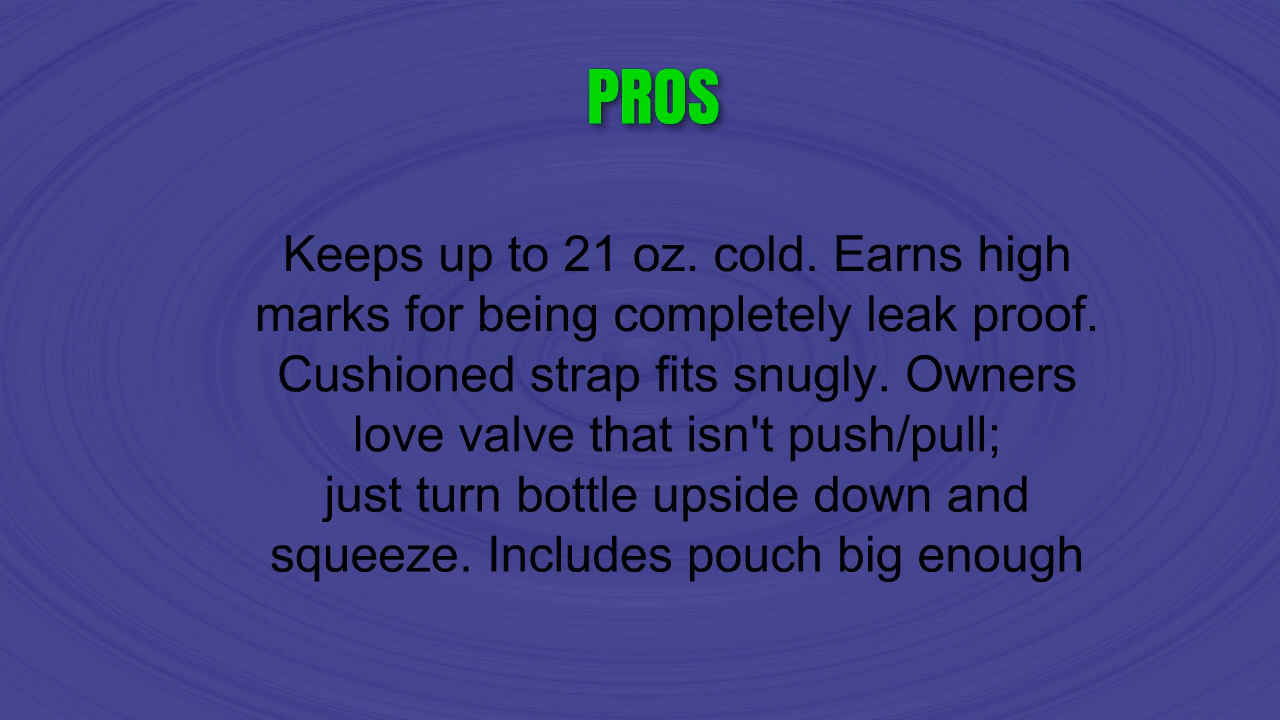 PROS
Keeps up to 21 oz. cold. Earns high
marks for being completely leak proof.
Cushioned strap fits snugly. Owners
love valve that isn't push/pull;
just turn bottle upside down and
squeeze. Includes pouch big enough